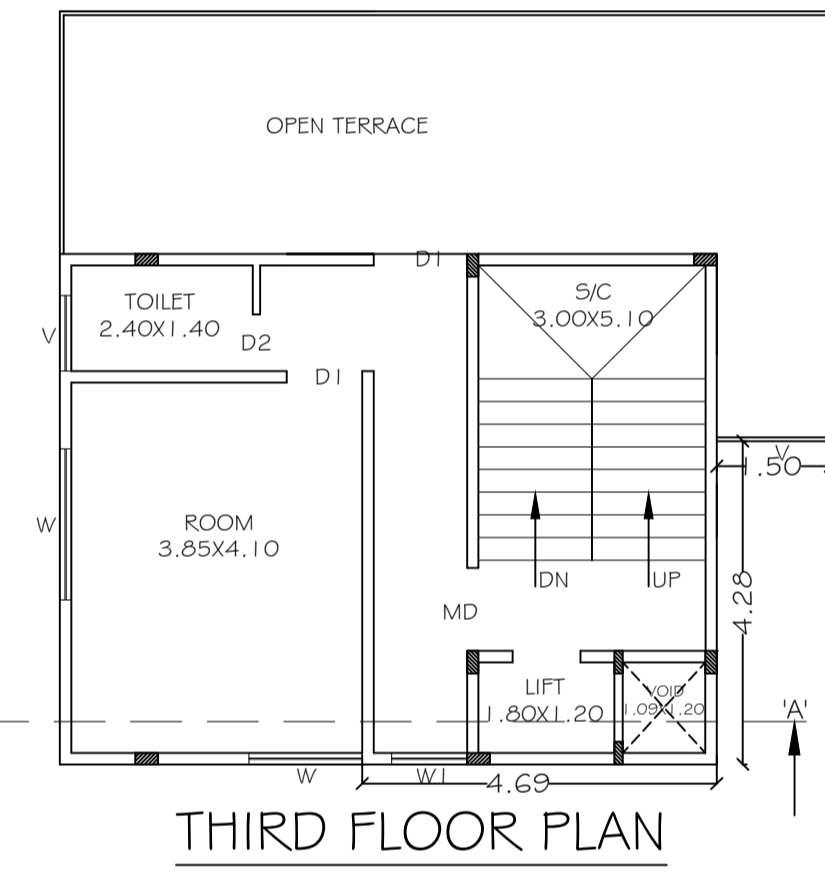 OPEN TERRACE
D1
TOILET
2.40X1.40
S/C
3.00X5.10
V
D2
D1
V
1.50
W
ROOM
3.85X4.10
DN
UP
4.28
MD
LIFT
1.80X1.20
VOID
1.09X1.20
'A'
W
W1
4.69
THIRD FLOOR PLAN